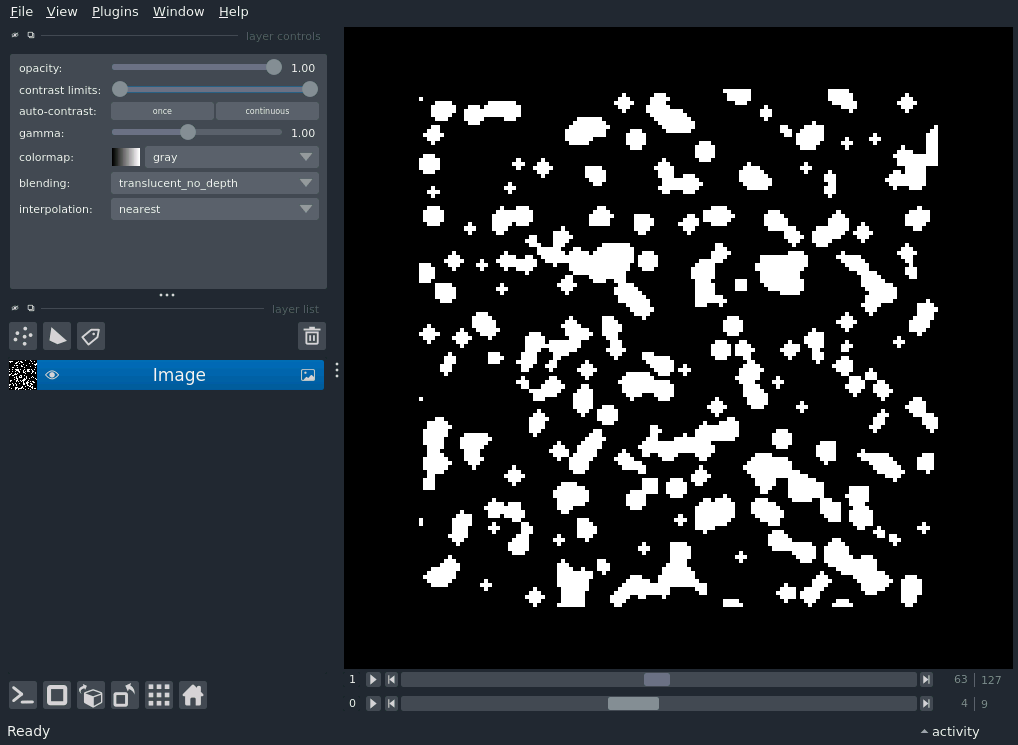 File View Plugins Window Help
layer controls
opacity: 1.00
contrast limits:
auto-contrast: once continuous
gamma: 1.00
colormap: gray
blending: translucent_no_depth
interpolation: nearest
layer list
Image
1 63 127
0 4 9
Ready activity